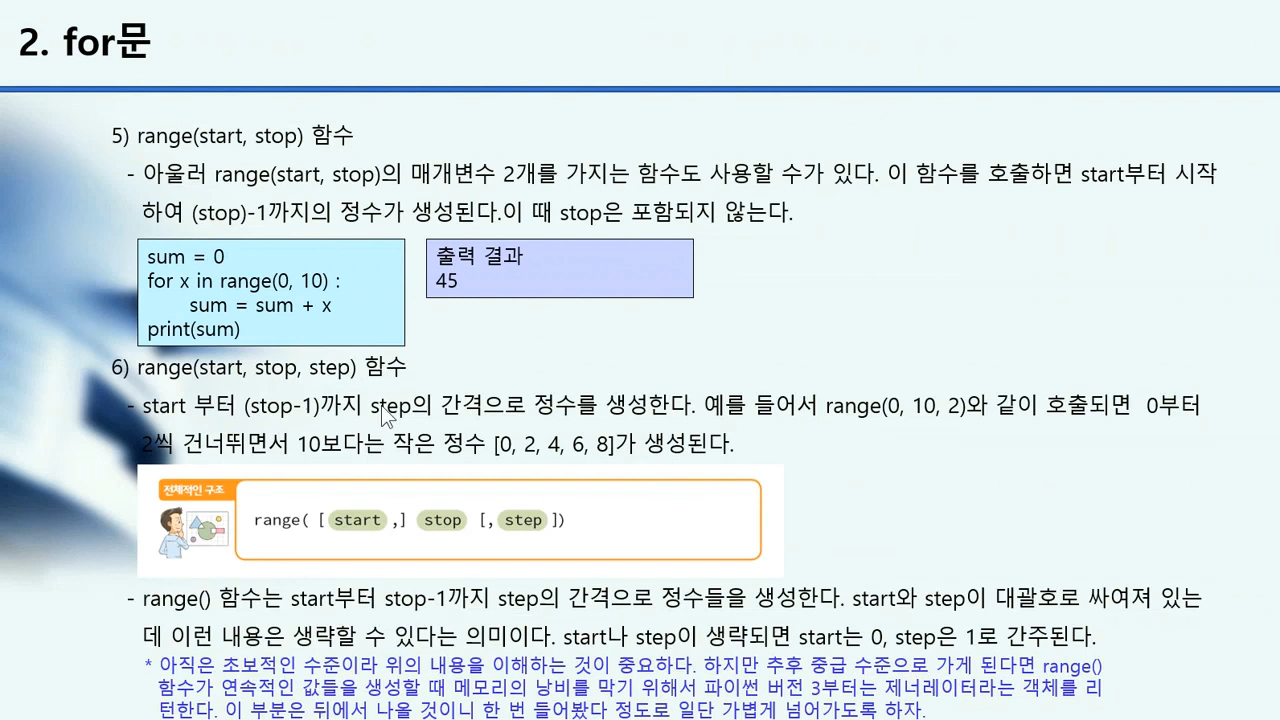 2. for문
5) range(start, stop) 함수
- 아울러 range(start, stop)의 매개변수 2개를 가지는 함수도 사용할 수가 있다. 이 함수를 호출하면 start부터 시작
하여 (stop)-1까지의 정수가 생성된다.이 때 stop은 포함되지 않는다.
sum = 0
for x in range(0, 10) :
sum = sum + x
print(sum)
출력 결과
45
6) range(start, stop, step) 함수
- start 부터 (stop-1)까지 step의 간격으로 정수를 생성한다. 예를 들어서 range(0, 10, 2)와 같이 호출되면 0부터
2씩 건너뛰면서 10보다는 작은 정수 [0, 2, 4, 6, 8]가 생성된다.
전체적인 구조
range( [ start ,] stop [, step ])
- range() 함수는 start부터 stop-1까지 step의 간격으로 정수들을 생성한다. start와 step이 대괄호로 싸여져 있는
데 이런 내용은 생략할 수 있다는 의미이다. start나 step이 생략되면 start는 0, step은 1로 간주된다.
* 아직은 초보적인 수준이라 위의 내용을 이해하는 것이 중요하다. 하지만 추후 중급 수준으로 가게 된다면 range()
함수가 연속적인 값들을 생성할 때 메모리의 낭비를 막기 위해서 파이썬 버전 3부터는 제너레이터라는 객체를 리
턴한다. 이 부분은 뒤에서 나올 것이니 한 번 들어봤다 정도로 일단 가볍게 넘어가도록 하자.